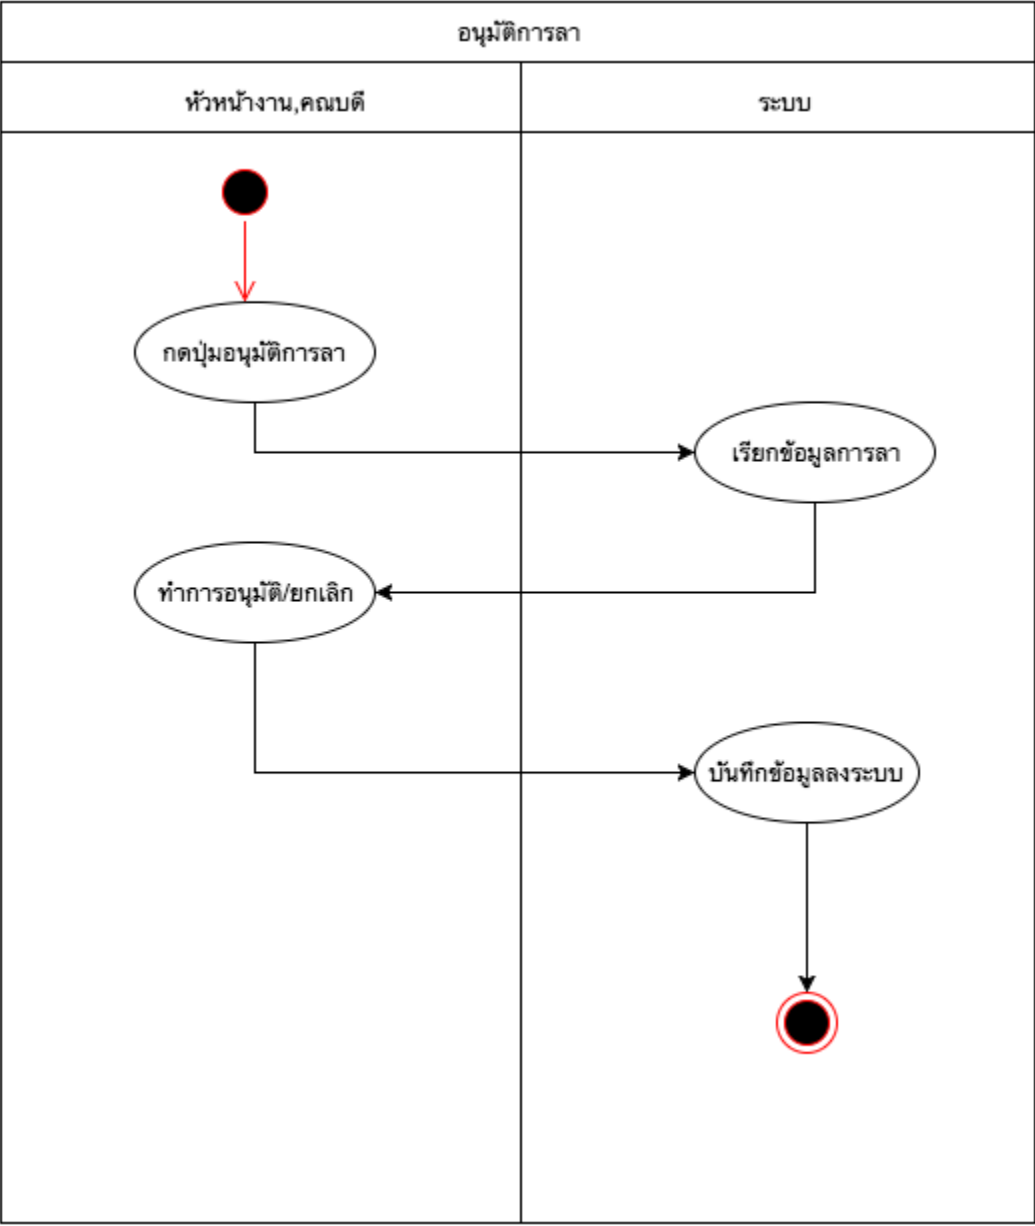 อนุมัติการลา
หัวหน้างาน,คณบดี
ระบบ
กดปุ่มอนุมัติการลา
เรียกข้อมูลการลา
ทำการอนุมัติ/ยกเลิก
บันทึกข้อมูลลงระบบ